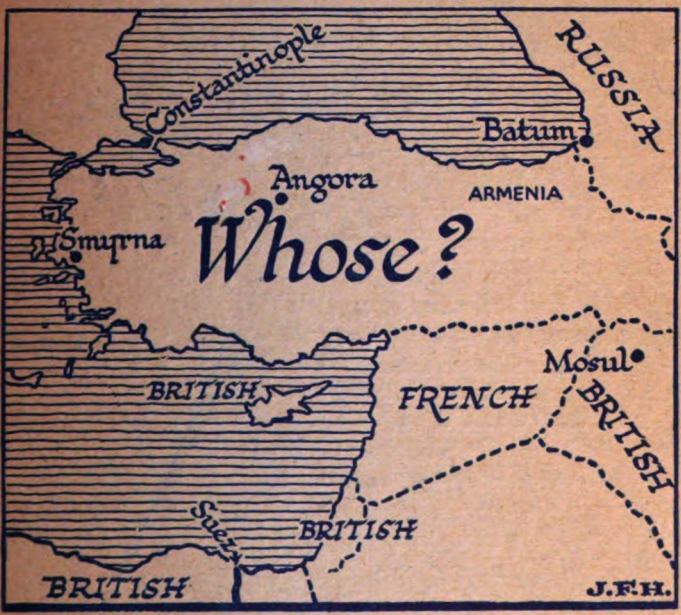 Constantinople
RUSSIA
Batum
Angora
ARMENIA
Smyrna
Whose?
Mosul
BRITISH
FRENCH
BRITISH
Suez
BRITISH
BRITISH
J.F.H.